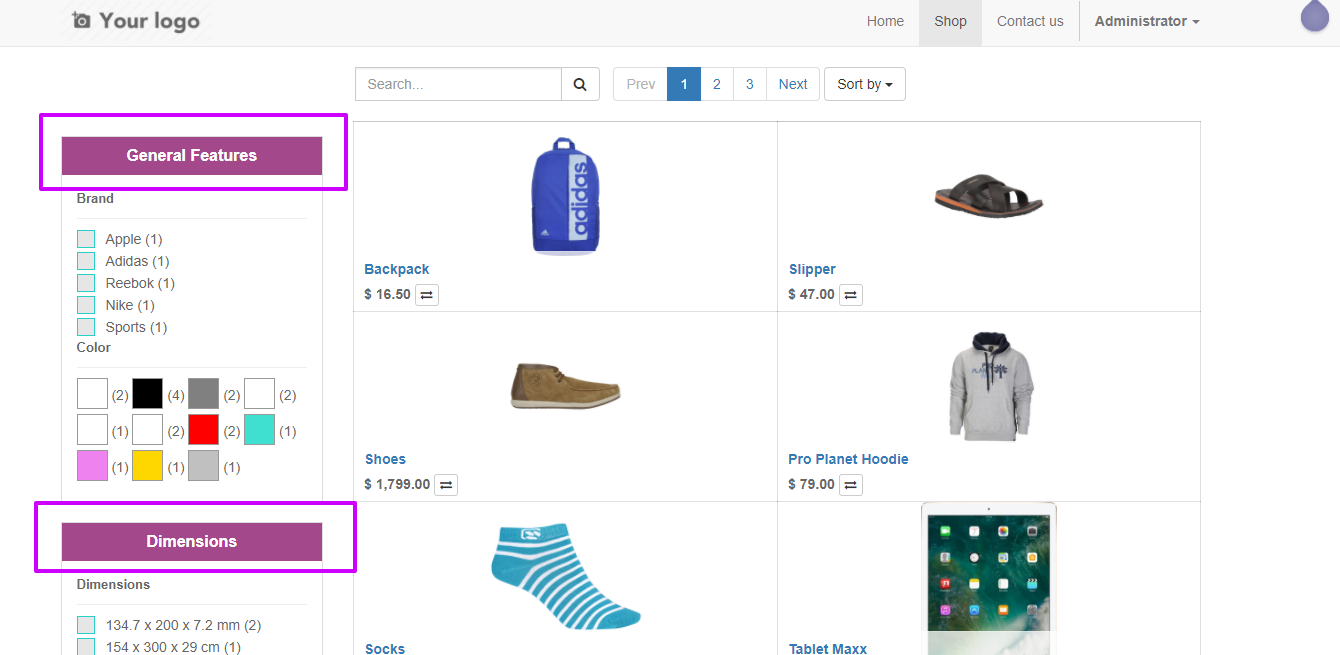 Your logo
Home Shop Contact us Administrator
Search... Prev 1 2 3 Next Sort by
General Features
Brand
Apple (1)
Adidas (1)
Reebok (1)
Nike (1)
Sports (1)
Color
(2) (4) (2) (2)
(1) (2) (2) (1)
(1) (1) (1)
Dimensions
Dimensions
134.7 x 200 x 7.2 mm (2)
154 x 300 x 29 cm (1)
adidas
Backpack
$ 16.50
Slipper
$ 47.00
Shoes
$ 1,799.00
Pro Planet Hoodie
$ 79.00
Socks
Tablet Maxx